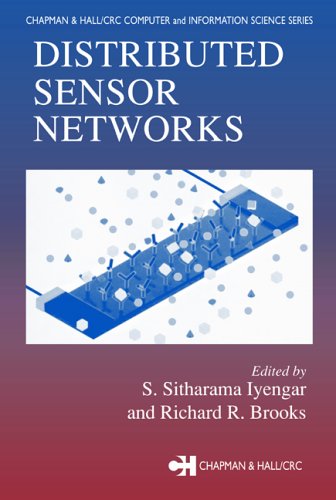 CHAPMAN & HALL/CRC COMPUTER and INFORMATION SCIENCE SERIES
DISTRIBUTED
SENSOR
NETWORKS
Edited by
S. Sitharama Iyengar
and Richard R. Brooks
CH CHAPMAN & HALL/CRC